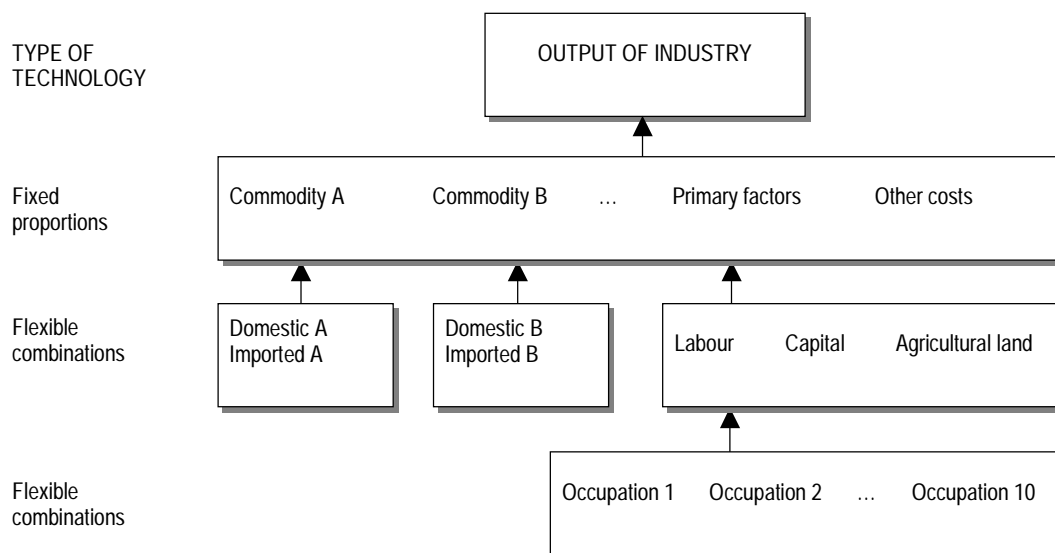 TYPE OF
TECHNOLOGY
OUTPUT OF INDUSTRY
Fixed
proportions
Commodity A Commodity B … Primary factors Other costs
Flexible
combinations
Domestic A
Imported A
Domestic B
Imported B
Labour Capital Agricultural land
Flexible
combinations
Occupation 1 Occupation 2 … Occupation 10